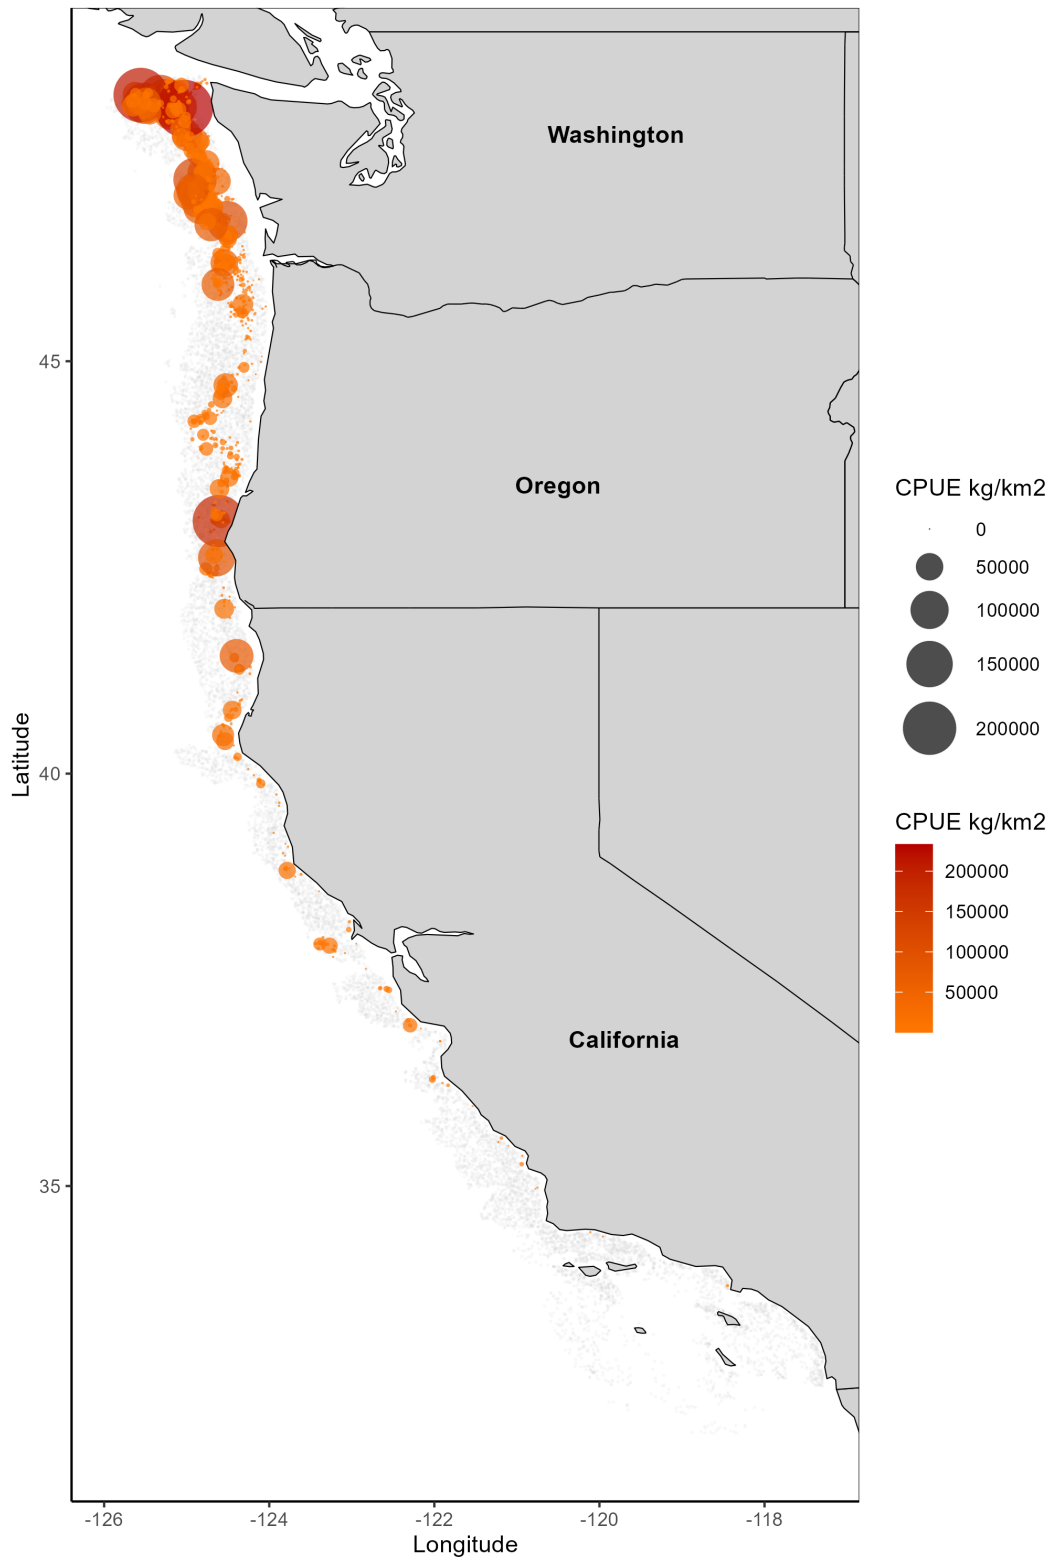 Washington
45
Oregon
CPUE kg/km2
0
50000
100000
150000
200000
40
Latitude
CPUE kg/km2
200000
150000
100000
50000
California
35
-126
-124
-122
-120
-118
Longitude